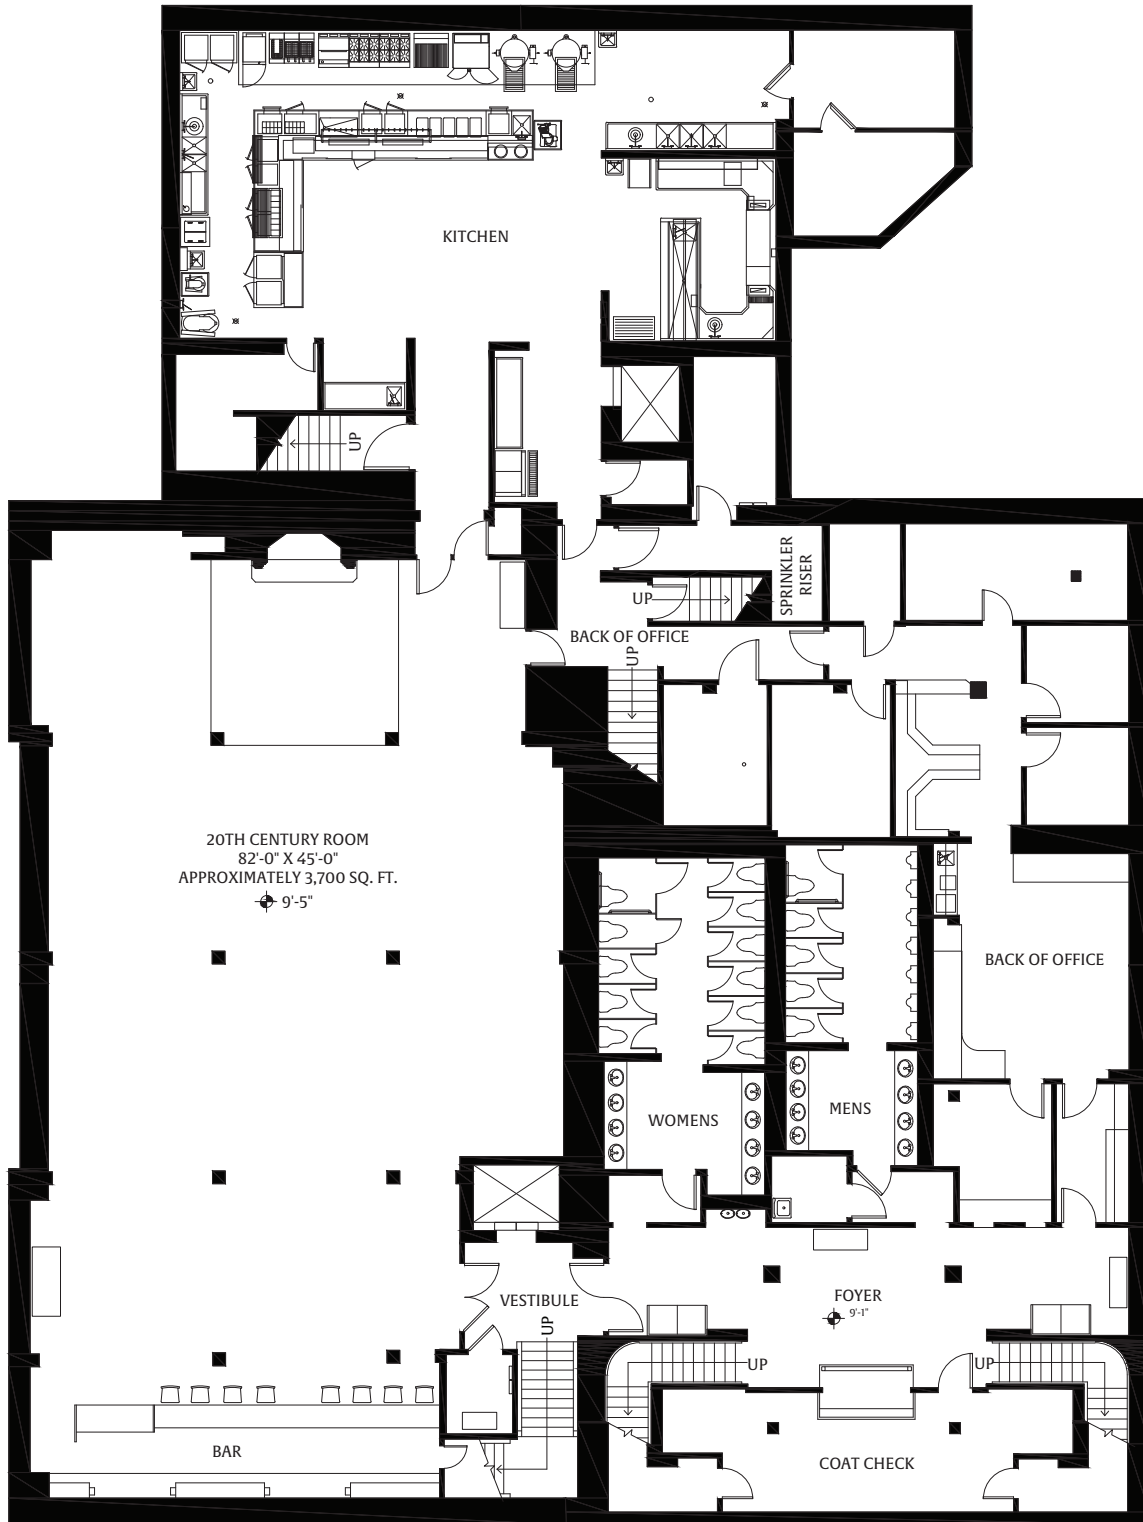 KITCHEN
UP
SPRINKLER
RISER
UP
BACK OF OFFICE
UP
20TH CENTURY ROOM
82'-0" X 45'-0"
APPROXIMATELY 3,700 SQ. FT.
9'-5"
BACK OF OFFICE
WOMENS
MENS
VESTIBULE
FOYER
9'-1"
UP
UP
UP
BAR
COAT CHECK